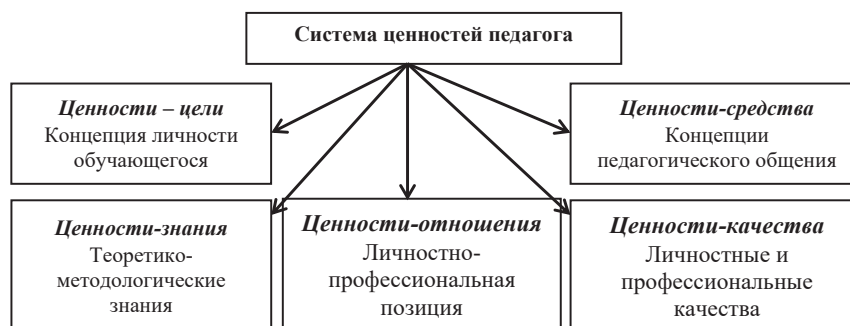 Система ценностей педагога
Ценности – цели
Концепция личности
обучающегося
Ценности-средства
Концепции
педагогического общения
Ценности-знания
Теоретико-
методологические
знания
Ценности-отношения
Личностно-
профессиональная
позиция
Ценности-качества
Личностные и
профессиональные
качества